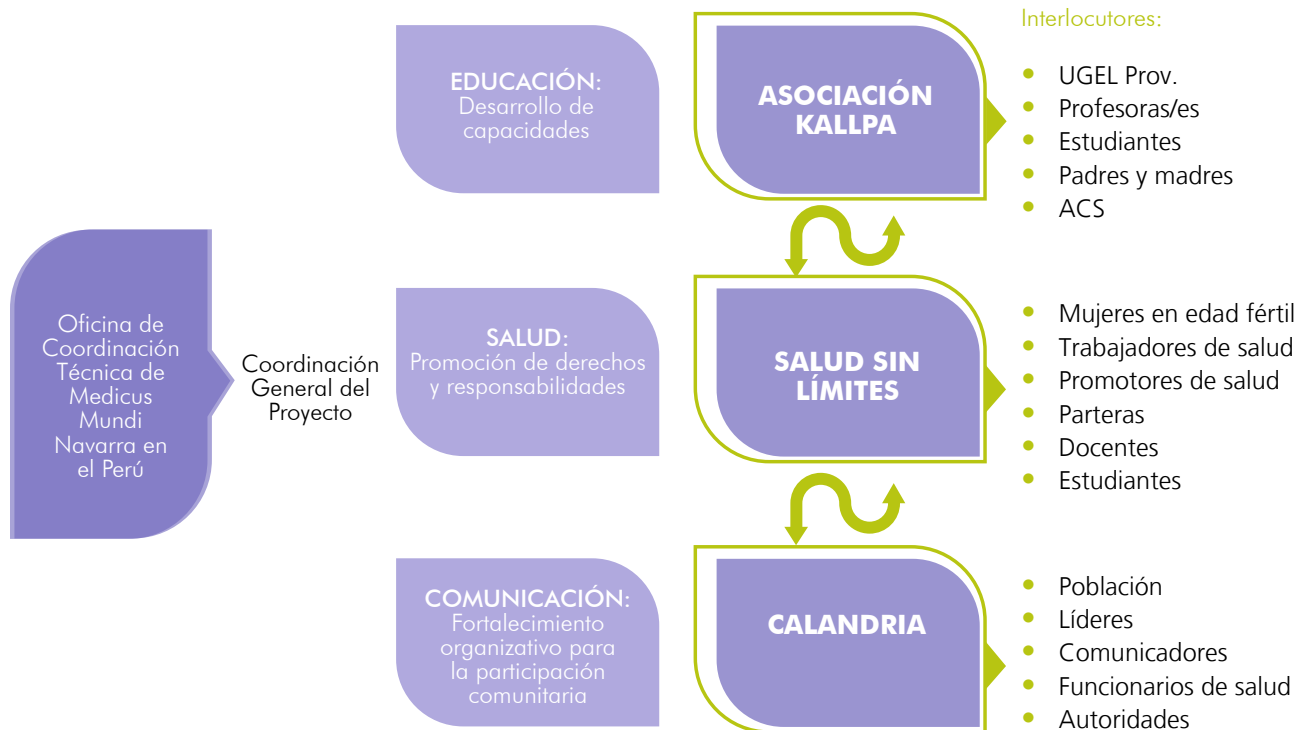 Oficina de
Coordinación
Técnica de
Medicus
Mundi
Navarra en
el Perú
Coordinación
General del
Proyecto
EDUCACIÓN:
Desarrollo de
capacidades
ASOCIACIÓN
KALLPA
Interlocutores:
• UGEL Prov.
• Profesoras/es
• Estudiantes
• Padres y madres
• ACS
SALUD:
Promoción de derechos
y responsabilidades
SALUD SIN
LÍMITES
• Mujeres en edad fértil
• Trabajadores de salud
• Promotores de salud
• Parteras
• Docentes
• Estudiantes
COMUNICACIÓN:
Fortalecimiento
organizativo para
la participación
comunitaria
CALANDRIA
• Población
• Líderes
• Comunicadores
• Funcionarios de salud
• Autoridades